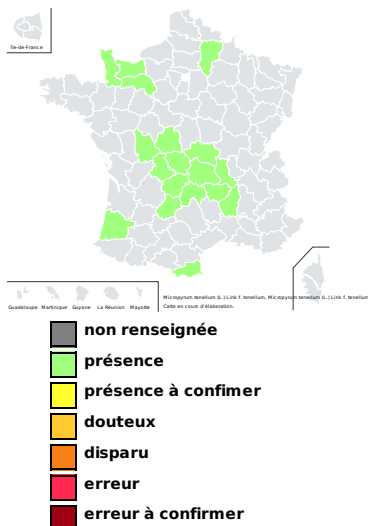 Île-de-France
Guadeloupe Martinique Guyane La Réunion Mayotte
Micropyrum tenellum (L.) Link f. tenellum, Micropyrum tenellum (L.) Link f. tenellum
Carte en cours d'élaboration.
non renseignée
présence
présence à confimer
douteux
disparu
erreur
erreur à confirmer